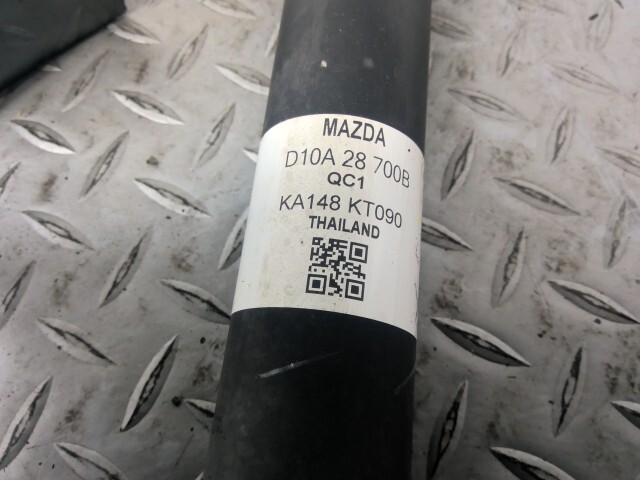 MAZDA
D10A 28 700B
QC1
KA148 KT090
THAILAND